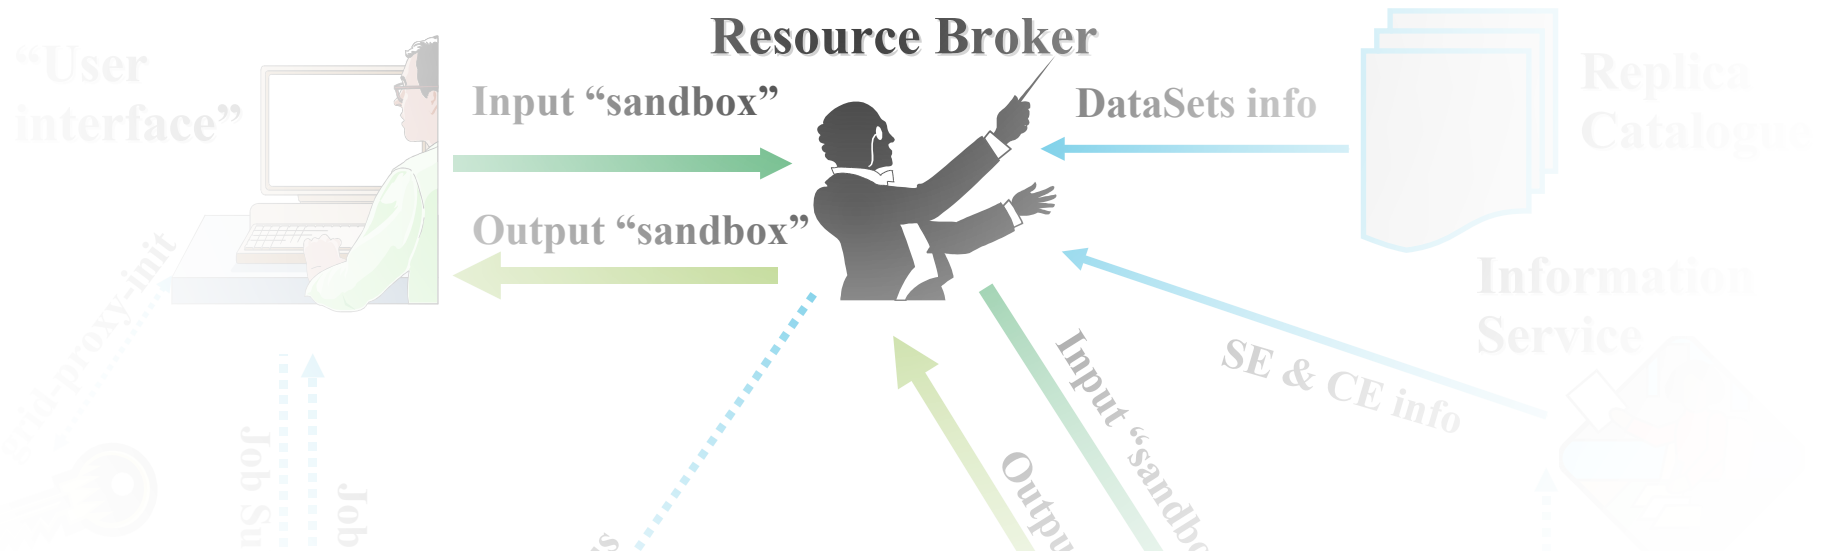 Resource Broker
“User
interface”
Input “sandbox”
DataSets info
Replica
Catalogue
Output “sandbox”
grid-proxy-init
Information
Service
SE & CE info
Input “sandbo
Outpu
Job Su
Job